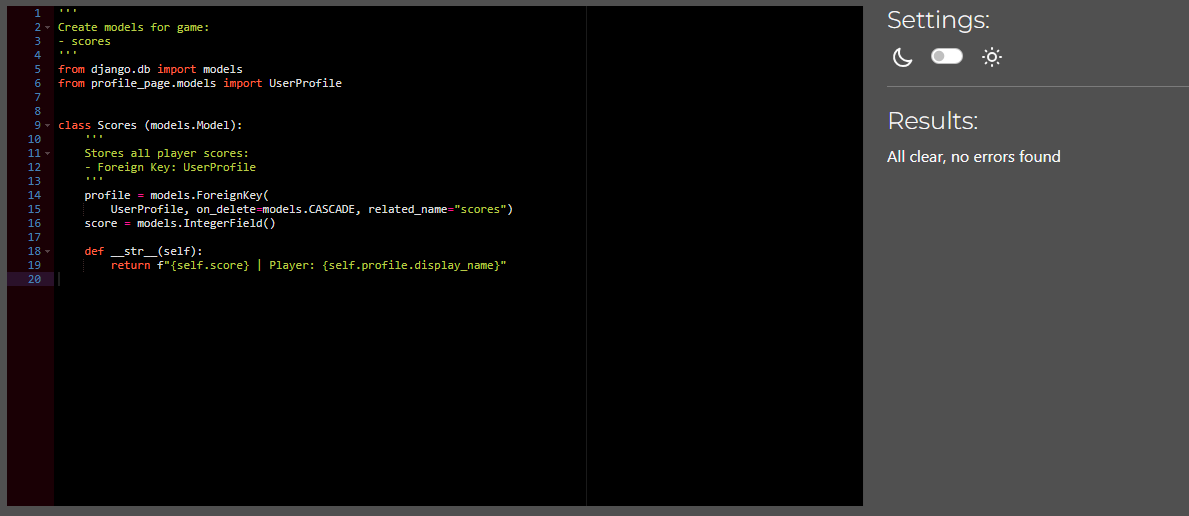 1 '''
2 Create models for game:
3 - scores
4 '''
5 from django.db import models
6 from profile_page.models import UserProfile
7
8
9 class Scores (models.Model):
10     '''
11     Stores all player scores:
12     - Foreign Key: UserProfile
13     '''
14     profile = models.ForeignKey(
15         UserProfile, on_delete=models.CASCADE, related_name="scores")
16     score = models.IntegerField()
17
18     def __str__(self):
19         return f"{self.score} | Player: {self.profile.display_name}"
20
Settings:
Results:
All clear, no errors found